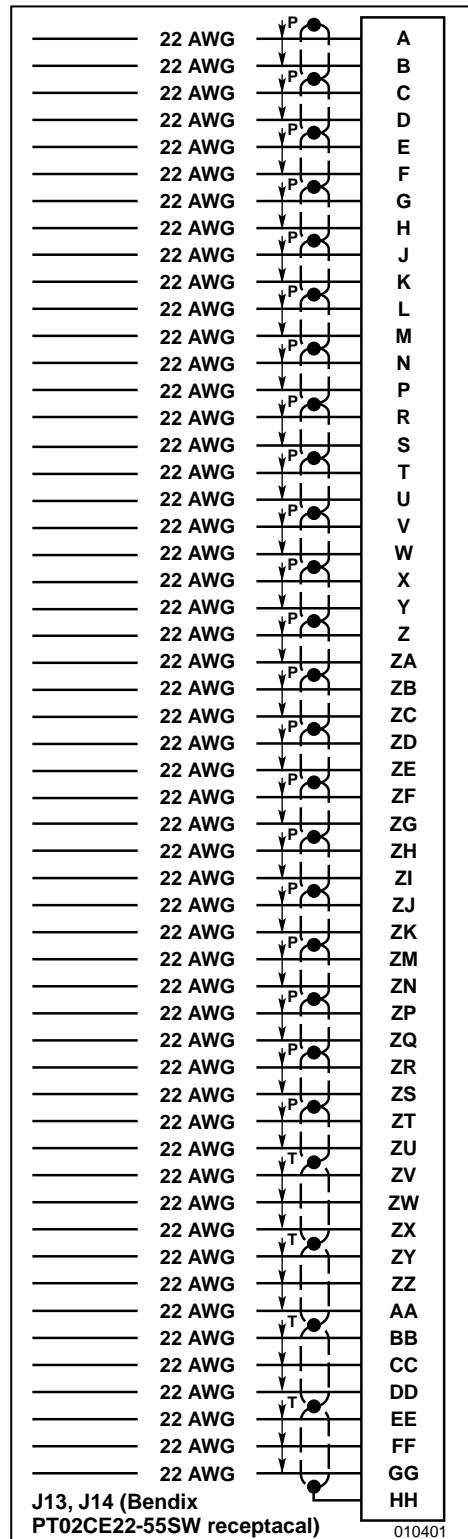 P
22 AWG A
22 AWG B
P
22 AWG C
22 AWG D
P
22 AWG E
22 AWG F
P
22 AWG G
22 AWG H
P
22 AWG J
22 AWG K
P
22 AWG L
22 AWG M
P
22 AWG N
22 AWG P
P
22 AWG R
22 AWG S
P
22 AWG T
22 AWG U
P
22 AWG V
22 AWG W
P
22 AWG X
22 AWG Y
P
22 AWG Z
22 AWG ZA
P
22 AWG ZB
22 AWG ZC
P
22 AWG ZD
22 AWG ZE
P
22 AWG ZF
22 AWG ZG
P
22 AWG ZH
22 AWG ZI
P
22 AWG ZJ
22 AWG ZK
P
22 AWG ZM
22 AWG ZN
P
22 AWG ZP
22 AWG ZQ
P
22 AWG ZR
22 AWG ZS
P
22 AWG ZT
22 AWG ZU
T
22 AWG ZV
22 AWG ZW
22 AWG ZX
T
22 AWG ZY
22 AWG ZZ
22 AWG AA
T
22 AWG BB
22 AWG CC
22 AWG DD
T
22 AWG EE
22 AWG FF
22 AWG GG
HH
J13, J14 (Bendix
PT02CE22-55SW receptacal)
010401